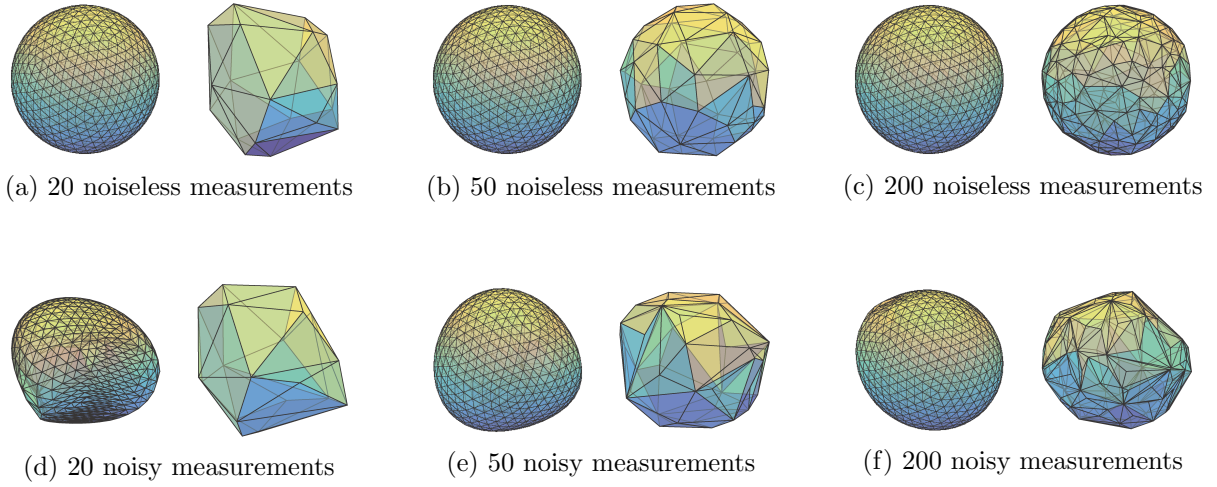 (a) 20 noiseless measurements
(b) 50 noiseless measurements
(c) 200 noiseless measurements
(d) 20 noisy measurements
(e) 50 noisy measurements
(f) 200 noisy measurements